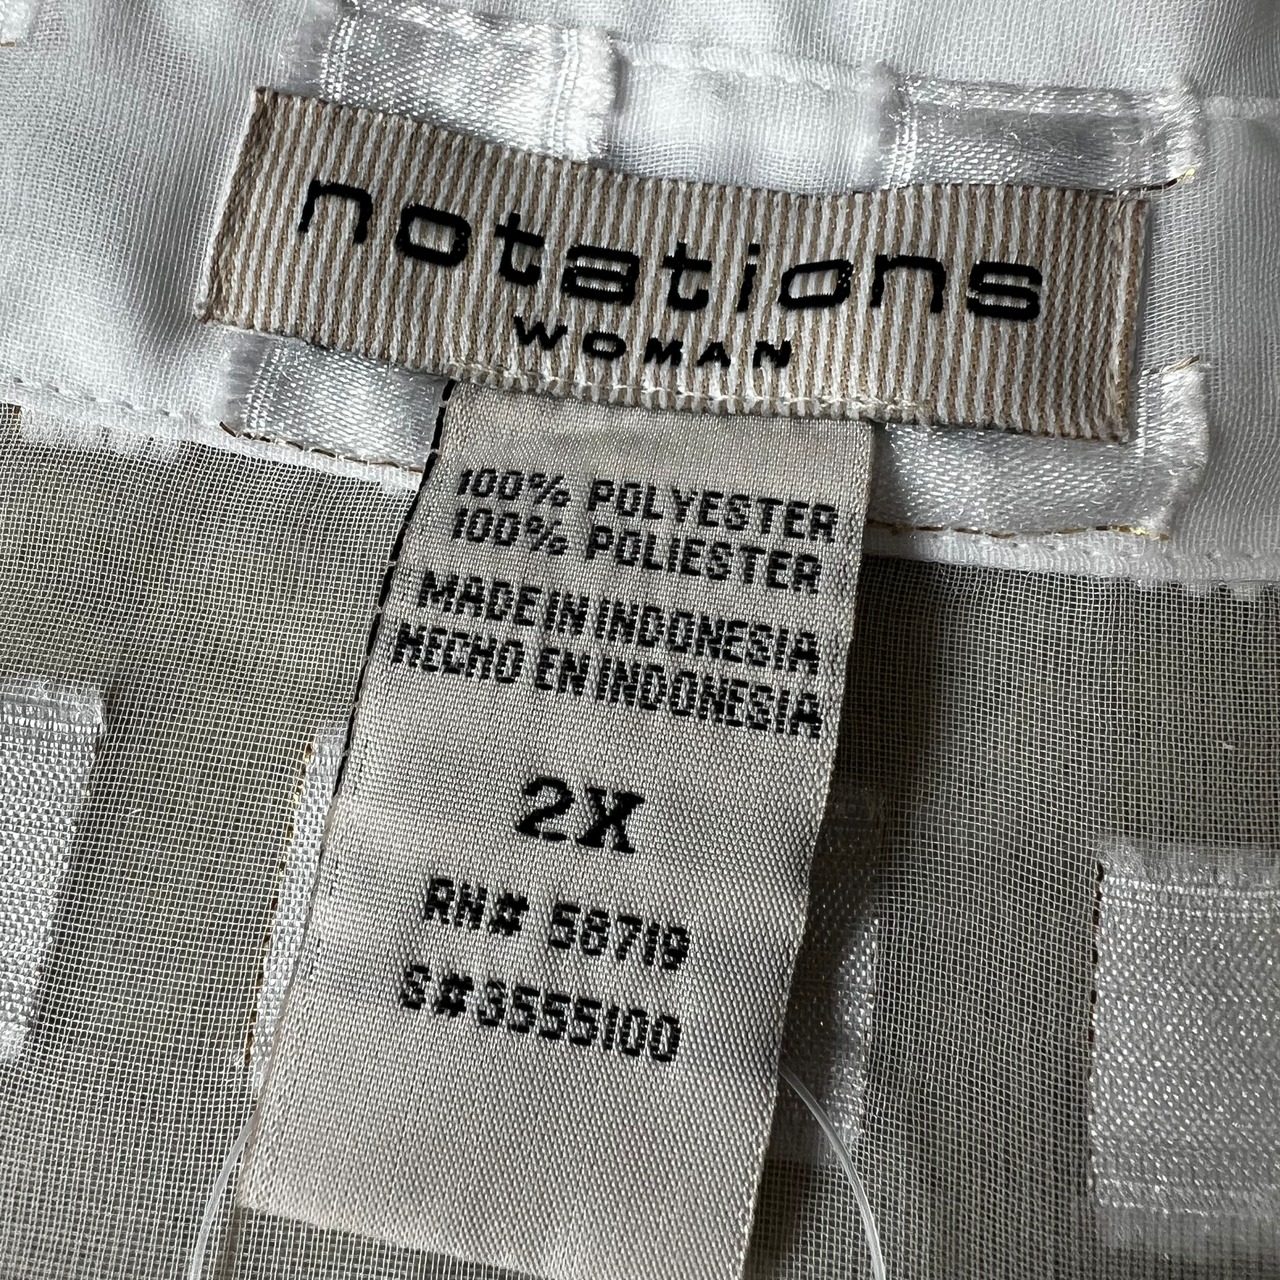 notations
WOMAN
100% POLYESTER
100% POLIESTER
MADE IN INDONESIA
HECHO EN INDONESIA
2X
RN# 58719
S#3555100